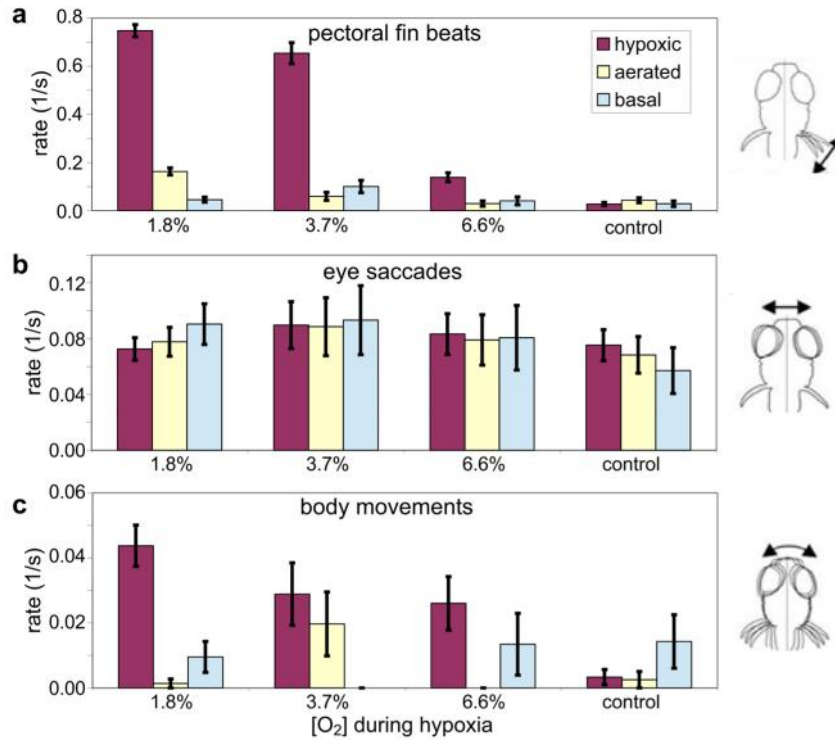 a
pectoral fin beats
hypoxic
aerated
basal
rate (1/s)
0.8
0.6
0.4
0.2
0.0
1.8% 3.7% 6.6% control
b
eye saccades
rate (1/s)
0.12
0.08
0.04
0.00
1.8% 3.7% 6.6% control
c
body movements
rate (1/s)
0.06
0.04
0.02
0.00
1.8% 3.7% 6.6% control
[O₂] during hypoxia